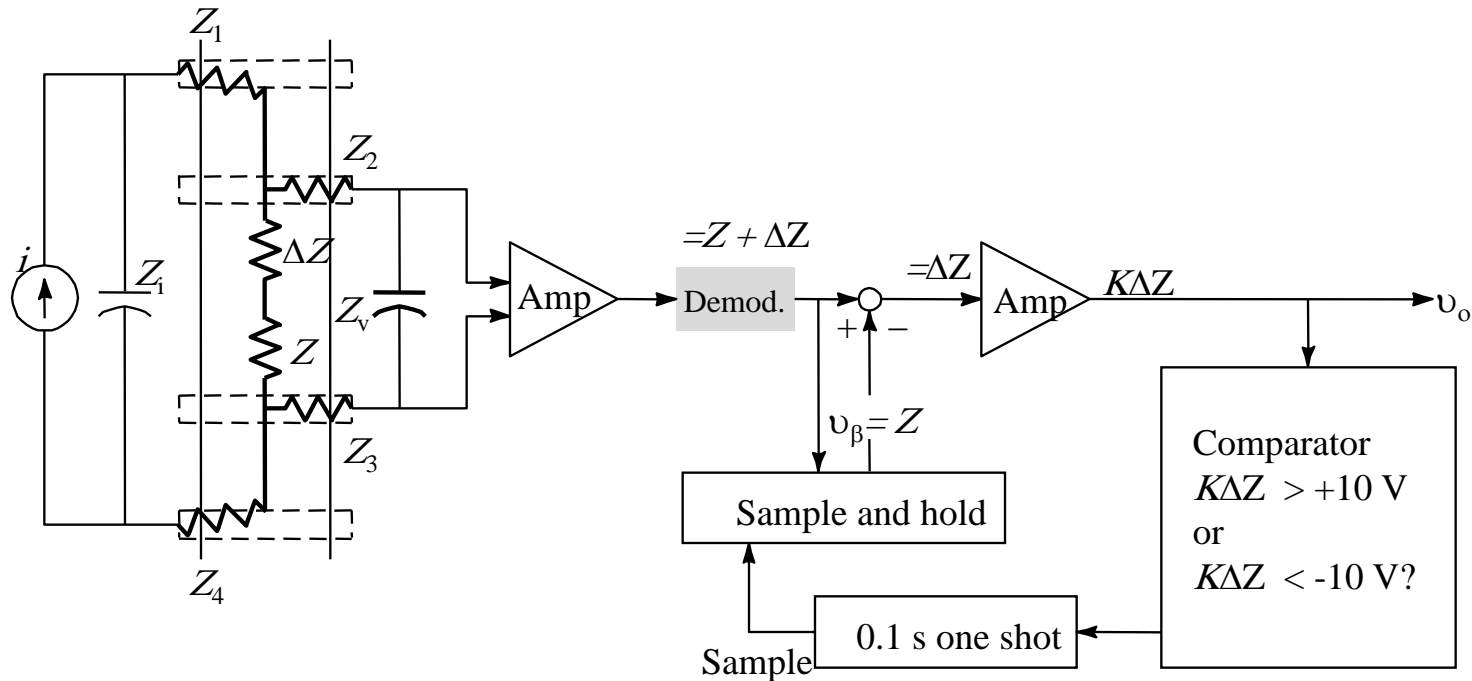 Z₁
Z₂
=Z + ΔZ
i
Zᵢ
ΔZ
Zᵥ
Amp
Demod.
=ΔZ
Amp
KΔZ
υₒ
+
−
Z
υᵦ = Z
Z₃
Sample and hold
Comparator
KΔZ > +10 V
or
KΔZ < -10 V?
Z₄
0.1 s one shot
Sample